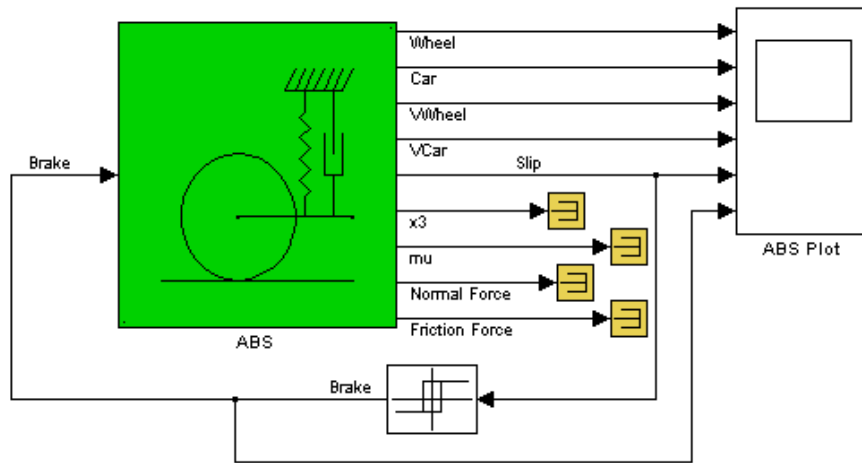 Wheel
Car
VWheel
VCar
Brake
Slip
x3
mu
ABS Plot
Normal Force
Friction Force
ABS
Brake